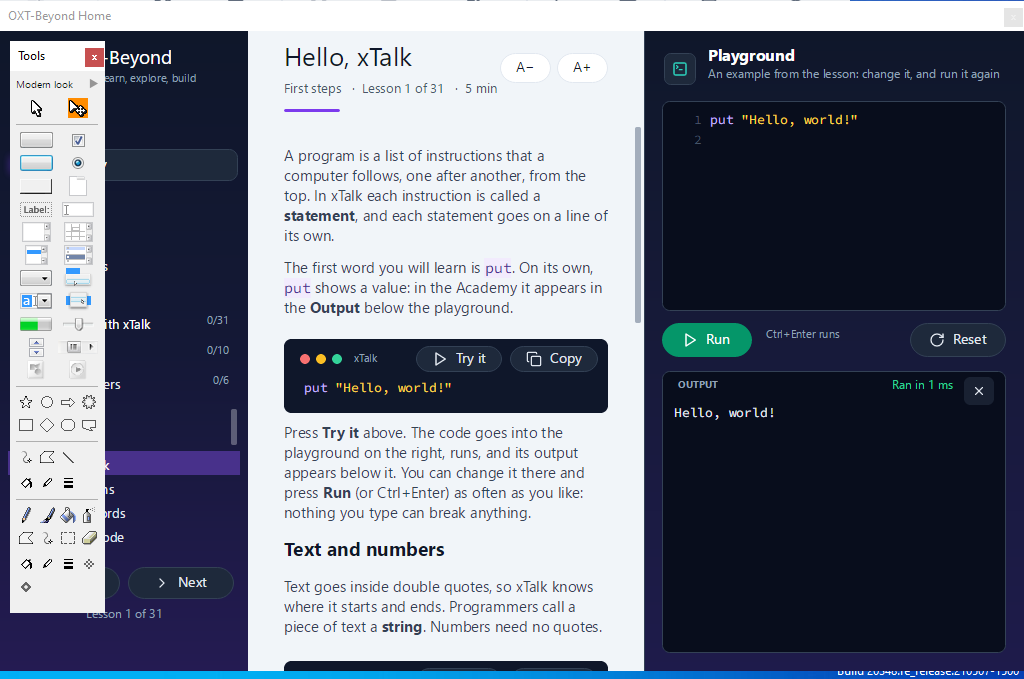 OXT-Beyond Home
Tools
x
Modern look
Label:
-Beyond
earn, explore, build
ith xTalk
0/31
0/10
ers
0/6
ords
ode
Next
Lesson 1 of 31
Hello, xTalk
First steps · Lesson 1 of 31 · 5 min
A−
A+
A program is a list of instructions that a
computer follows, one after another, from the
top. In xTalk each instruction is called a
statement, and each statement goes on a line of
its own.
The first word you will learn is put. On its own,
put shows a value: in the Academy it appears in
the Output below the playground.
xTalk
Try it
Copy
put "Hello, world!"
Press Try it above. The code goes into the
playground on the right, runs, and its output
appears below it. You can change it there and
press Run (or Ctrl+Enter) as often as you like:
nothing you type can break anything.
Text and numbers
Text goes inside double quotes, so xTalk knows
where it starts and ends. Programmers call a
piece of text a string. Numbers need no quotes.
Playground
An example from the lesson: change it, and run it again
1 put "Hello, world!"
2
Run
Ctrl+Enter runs
Reset
OUTPUT
Ran in 1 ms
Hello, world!